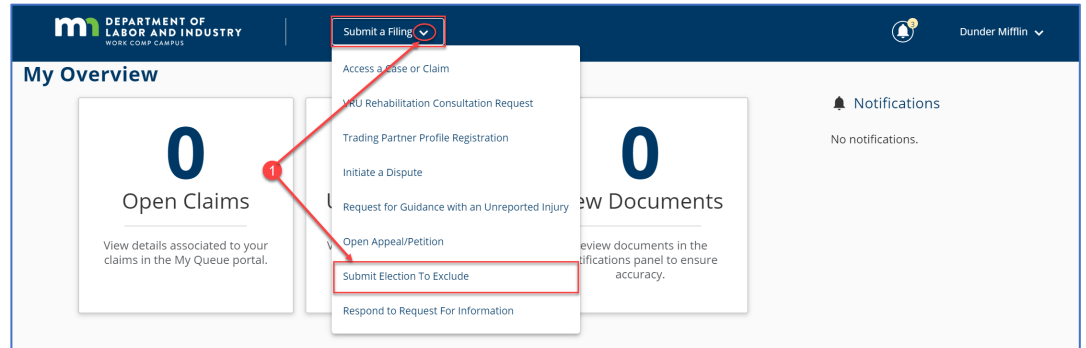 DEPARTMENT OF
LABOR AND INDUSTRY
WORK COMP CAMPUS
Submit a Filing
3
Dunder Mifflin
My Overview
Access a Case or Claim
VRU Rehabilitation Consultation Request
Trading Partner Profile Registration
Initiate a Dispute
Request for Guidance with an Unreported Injury
Open Appeal/Petition
Submit Election To Exclude
Respond to Request For Information
1
0
Open Claims
View details associated to your
claims in the My Queue portal.
0
Documents
documents in the
panel to ensure
accuracy.
Notifications
No notifications.